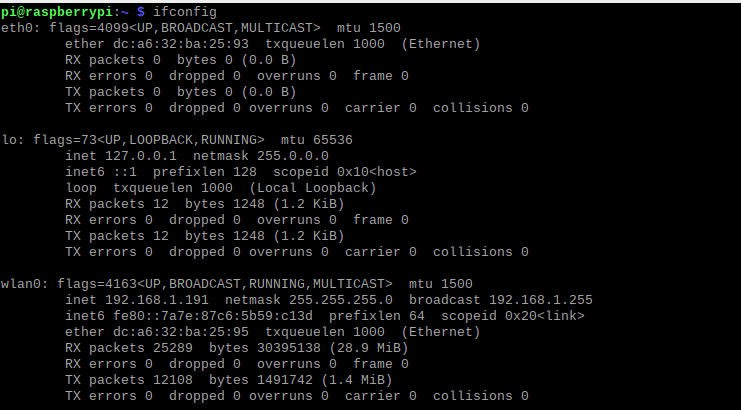 pi@raspberrypi:~ $ ifconfig
eth0: flags=4099<UP,BROADCAST,MULTICAST>  mtu 1500
        ether dc:a6:32:ba:25:93  txqueuelen 1000  (Ethernet)
        RX packets 0  bytes 0 (0.0 B)
        RX errors 0  dropped 0  overruns 0  frame 0
        TX packets 0  bytes 0 (0.0 B)
        TX errors 0  dropped 0 overruns 0  carrier 0  collisions 0

lo: flags=73<UP,LOOPBACK,RUNNING>  mtu 65536
        inet 127.0.0.1  netmask 255.0.0.0
        inet6 ::1  prefixlen 128  scopeid 0x10<host>
        loop  txqueuelen 1000  (Local Loopback)
        RX packets 12  bytes 1248 (1.2 KiB)
        RX errors 0  dropped 0  overruns 0  frame 0
        TX packets 12  bytes 1248 (1.2 KiB)
        TX errors 0  dropped 0 overruns 0  carrier 0  collisions 0

wlan0: flags=4163<UP,BROADCAST,RUNNING,MULTICAST>  mtu 1500
        inet 192.168.1.191  netmask 255.255.255.0  broadcast 192.168.1.255
        inet6 fe80::7a7e:87c6:5b59:c13d  prefixlen 64  scopeid 0x20<link>
        ether dc:a6:32:ba:25:95  txqueuelen 1000  (Ethernet)
        RX packets 25289  bytes 30395138 (28.9 MiB)
        RX errors 0  dropped 0  overruns 0  frame 0
        TX packets 12108  bytes 1491742 (1.4 MiB)
        TX errors 0  dropped 0 overruns 0  carrier 0  collisions 0